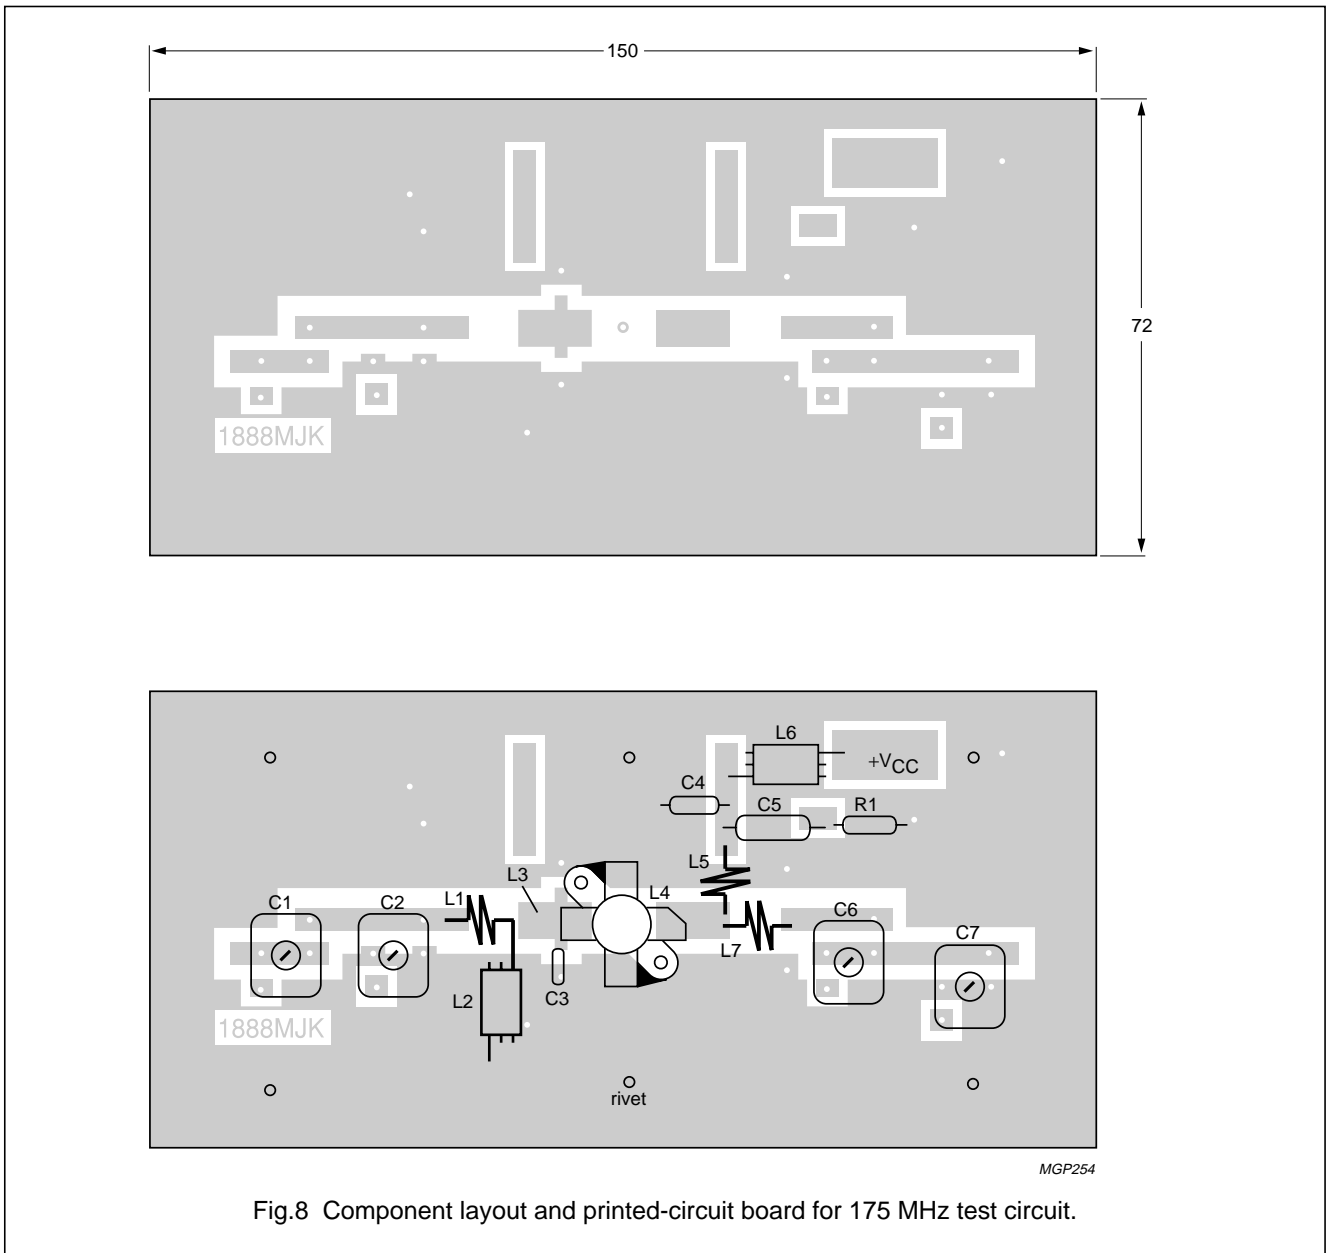 150
72
1888MJK
L6
+VCC
C4
C5
R1
L5
L3
L4
L1
C1
C2
C6
C7
L7
L2
C3
1888MJK
rivet
MGP254
Fig.8 Component layout and printed-circuit board for 175 MHz test circuit.